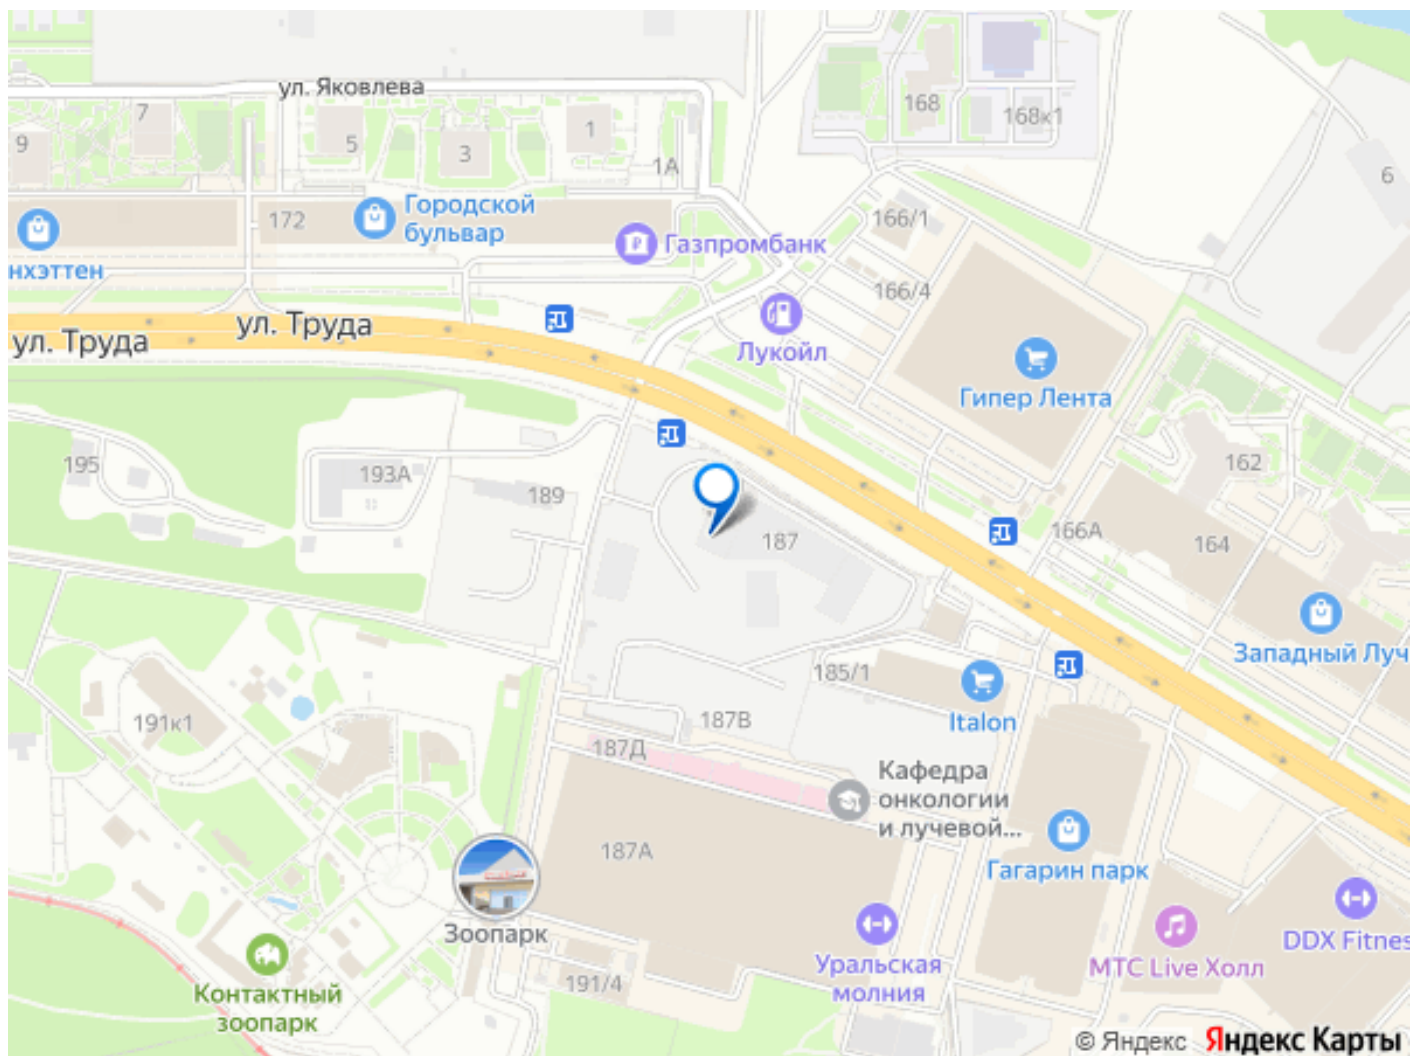 ул. Яковлева
7
9
5
3
1
1А
168
168к1
6
172
Городской
бульвар
Газпромбанк
166/1
166/4
нхэттен
ул. Труда
ул. Труда
Лукойл
Гипер Лента
195
193А
189
162
166А
164
187
Западный Луч
185/1
Italon
191к1
187В
187Д
Кафедра
онкологии
и лучевой...
187А
Гагарин парк
Зоопарк
Уральская
молния
МТС Live Холл
DDX Fitnes
191/4
Контактный
зоопарк
© Яндекс Яндекс Карты